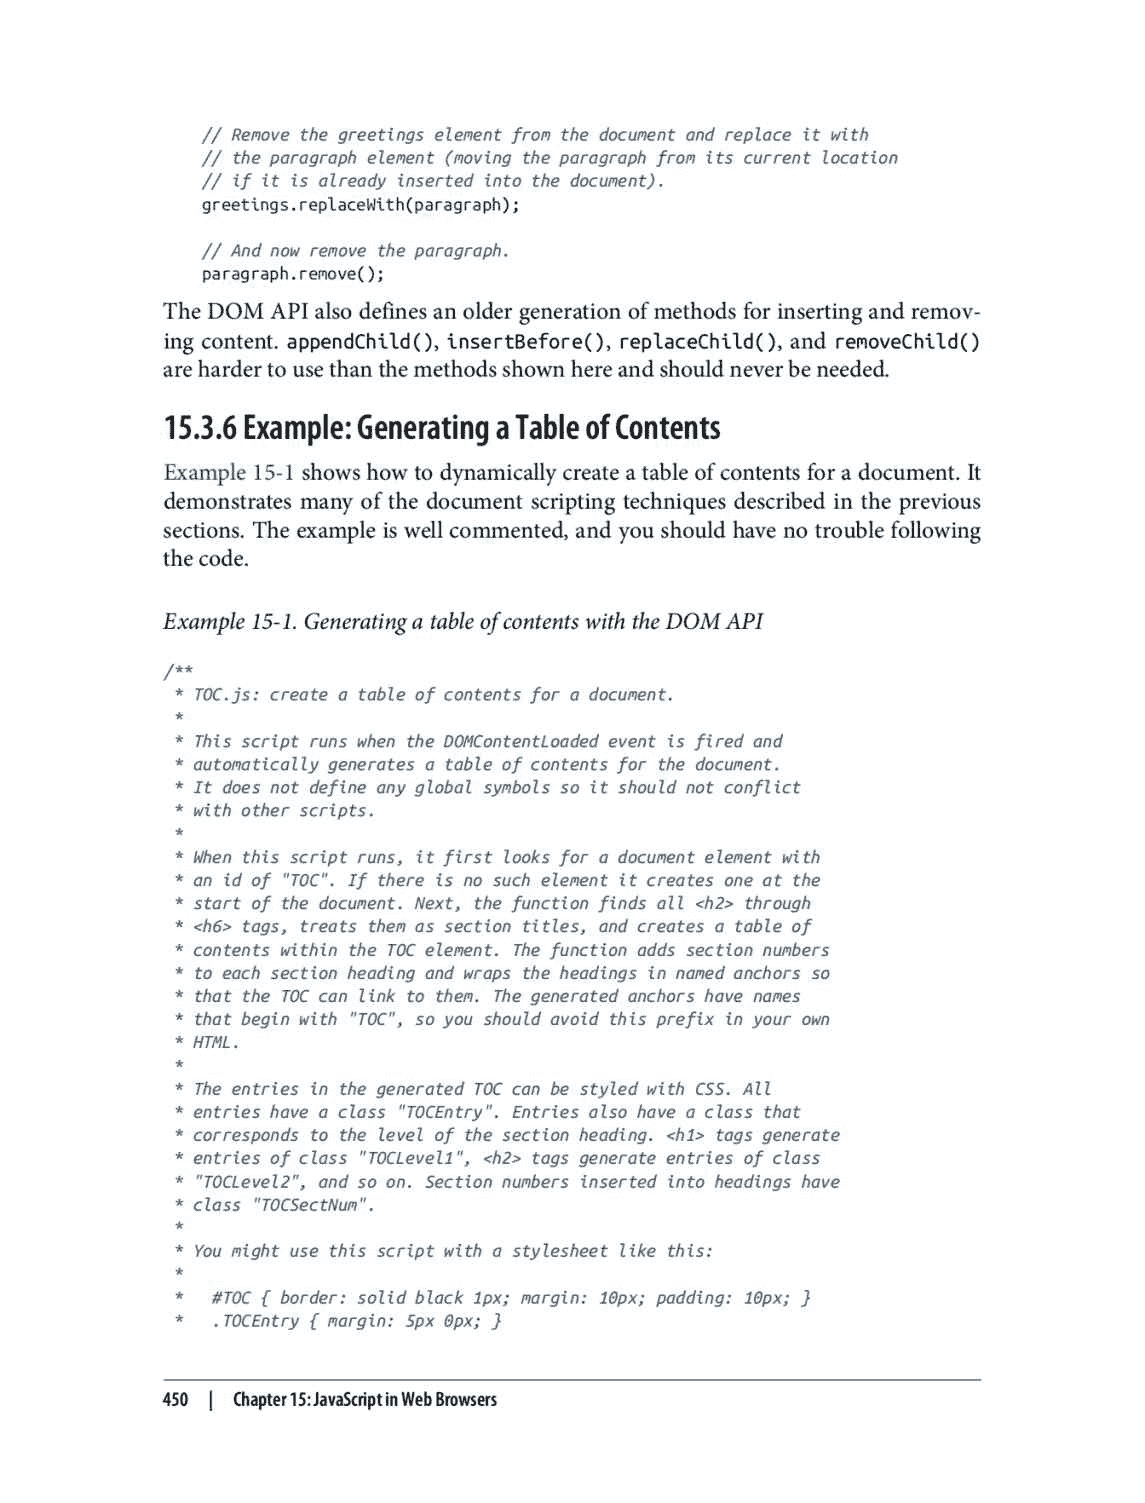 // Remove the greetings element from the document and replace it with
// the paragraph element (moving the paragraph from its current location
// if it is already inserted into the document).
greetings.replaceWith(paragraph);
// And now remove the paragraph.
paragraph.remove();
The DOM API also defines an older generation of methods for inserting and remov-
ing content. appendChild(), insertBefore(), replaceChild(), and removeChild()
are harder to use than the methods shown here and should never be needed.
15.3.6 Example: Generating a Table of Contents
Example 15-1 shows how to dynamically create a table of contents for a document. It
demonstrates many of the document scripting techniques described in the previous
sections. The example is well commented, and you should have no trouble following
the code.
Example 15-1. Generating a table of contents with the DOM API
/**
 * TOC.js: create a table of contents for a document.
 *
 * This script runs when the DOMContentLoaded event is fired and
 * automatically generates a table of contents for the document.
 * It does not define any global symbols so it should not conflict
 * with other scripts.
 *
 * When this script runs, it first looks for a document element with
 * an id of "TOC". If there is no such element it creates one at the
 * start of the document. Next, the function finds all <h2> through
 * <h6> tags, treats them as section titles, and creates a table of
 * contents within the TOC element. The function adds section numbers
 * to each section heading and wraps the headings in named anchors so
 * that the TOC can link to them. The generated anchors have names
 * that begin with "TOC", so you should avoid this prefix in your own
 * HTML.
 *
 * The entries in the generated TOC can be styled with CSS. All
 * entries have a class "TOCEntry". Entries also have a class that
 * corresponds to the level of the section heading. <h1> tags generate
 * entries of class "TOCLevel1", <h2> tags generate entries of class
 * "TOCLevel2", and so on. Section numbers inserted into headings have
 * class "TOCSectNum".
 *
 * You might use this script with a stylesheet like this:
 *
 *   #TOC { border: solid black 1px; margin: 10px; padding: 10px; }
 *   .TOCEntry { margin: 5px 0px; }
450 | Chapter 15: JavaScript in Web Browsers